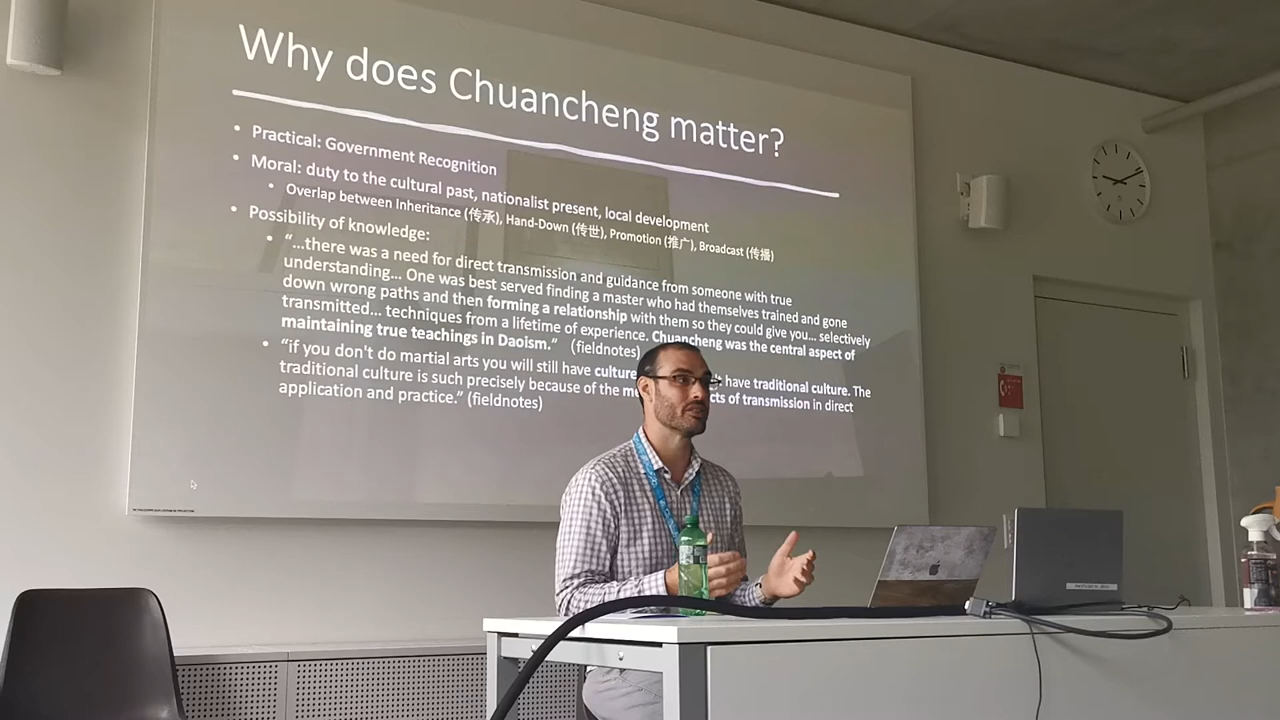 Why does Chuancheng matter?
• Practical: Government Recognition
• Moral: duty to the cultural past, nationalist present, local development
• Overlap between Inheritance (传承), Hand-Down (传世), Promotion (推广), Broadcast (传播)
• Possibility of knowledge:
• “...there was a need for direct transmission and guidance from someone with true
understanding... One was best served finding a master who had themselves trained and gone
down wrong paths and then forming a relationship with them so they could give you... selectively
transmitted... techniques from a lifetime of experience. Chuancheng was the central aspect of
maintaining true teachings in Daoism.” (fieldnotes)
• “if you don't do martial arts you will still have culture have traditional culture. The
traditional culture is such precisely because of the of transmission in direct
application and practice.” (fieldnotes)